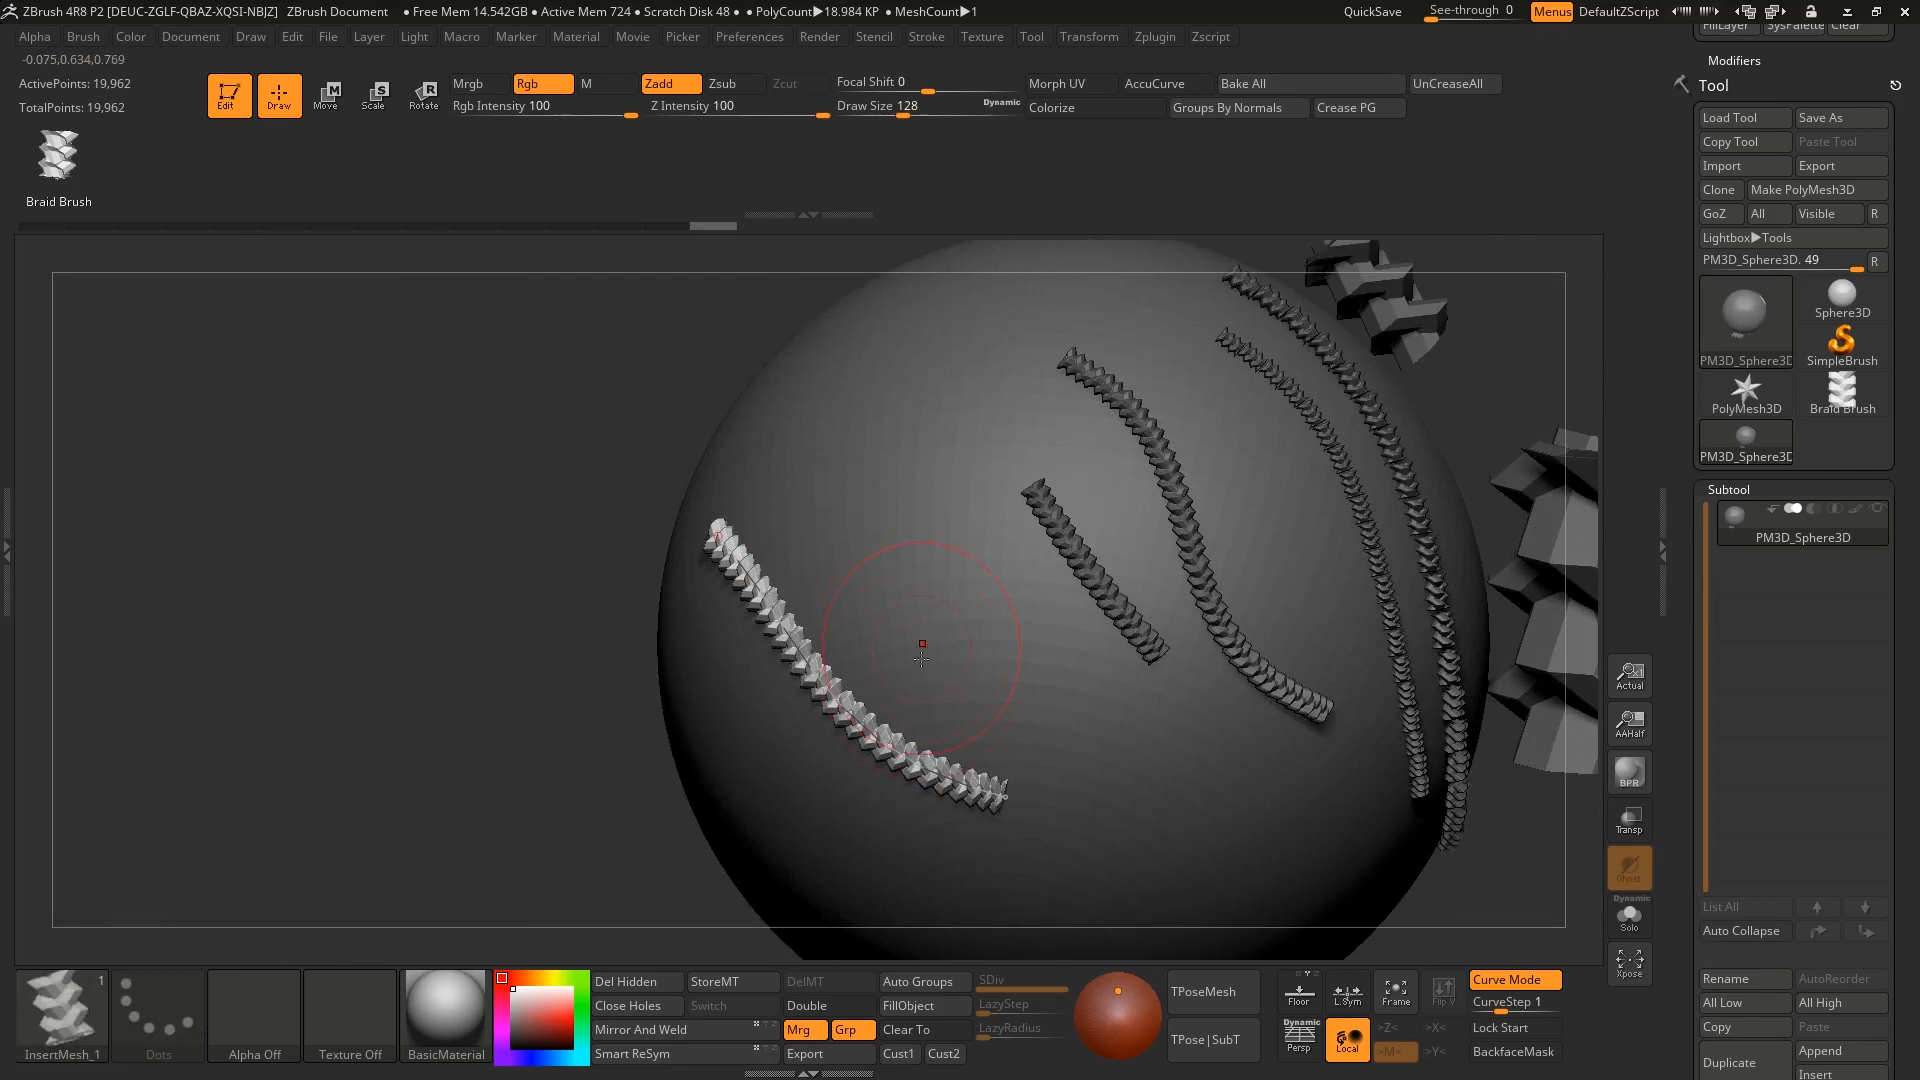 ZBrush 4R8 P2 [DEUC-ZGLF-QBAZ-XQSI-NBJZ] ZBrush Document ● Free Mem 14.542GB ● Active Mem 724 ● Scratch Disk 48 ● ● PolyCount▶18.984 KP ● MeshCount▶1 QuickSave See-through 0 Menus DefaultZScript
Alpha Brush Color Document Draw Edit File Layer Light Macro Marker Material Movie Picker Preferences Render Stencil Stroke Texture Tool Transform Zplugin Zscript
-0.075,0.634,0.769
ActivePoints: 19,962
TotalPoints: 19,962
Edit Draw Move Scale Rotate
M S R
Mrgb Rgb M Zadd Zsub Zcut Focal Shift 0 Morph UV AccuCurve Bake All UnCreaseAll
Rgb Intensity 100 Z Intensity 100 Draw Size 128 Dynamic Colorize Groups By Normals Crease PG
Braid Brush
FillLayer SysPalette Clear
Modifiers
Tool
Load Tool Save As
Copy Tool Paste Tool
Import Export
Clone Make PolyMesh3D
GoZ All Visible R
Lightbox▶Tools
PM3D_Sphere3D. 49 R
Sphere3D
PM3D_Sphere3D SimpleBrush
PolyMesh3D Braid Brush
PM3D_Sphere3D
Subtool
PM3D_Sphere3D
Actual
AAHalf
BPR
Transp
Ghost
Dynamic
Solo
Xpose
List All
Auto Collapse
Rename AutoReorder
All Low All High
Copy Paste
Duplicate Append
Insert
1
InsertMesh_1 Dots Alpha Off Texture Off BasicMaterial
Del Hidden StoreMT DelMT Auto Groups SDiv
Close Holes Switch Double FillObject LazyStep
Mirror And Weld Mrg Grp Clear To LazyRadius
Smart ReSym Export Cust1 Cust2
TPoseMesh
TPose|SubT
Floor L.Sym Frame Flip V
Dynamic
Persp Local
>Z< >X<
>M< >Y<
Curve Mode
CurveStep 1
Lock Start
BackfaceMask